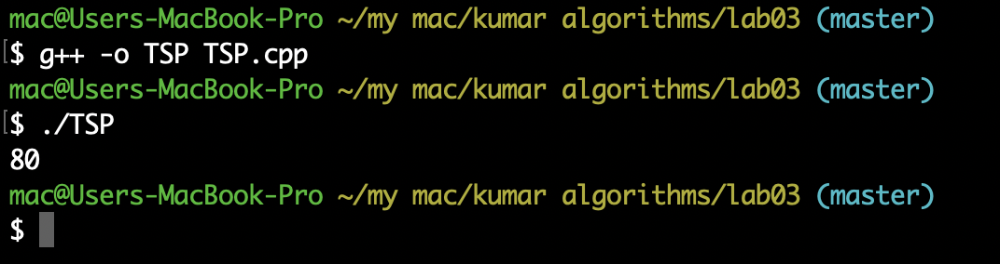 mac@Users-MacBook-Pro ~/my mac/kumar algorithms/lab03 (master)
[$ g++ -o TSP TSP.cpp
mac@Users-MacBook-Pro ~/my mac/kumar algorithms/lab03 (master)
[$ ./TSP
80
mac@Users-MacBook-Pro ~/my mac/kumar algorithms/lab03 (master)
$